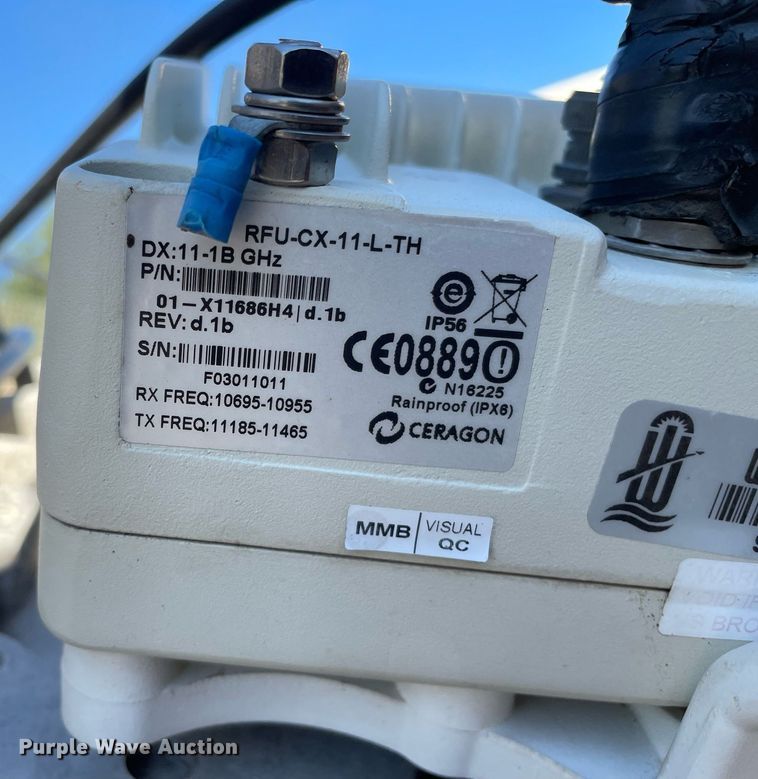 RFU-CX-11-L-TH
DX:11-1B GHz
P/N:
01-X11686H4|d.1b
REV: d.1b
S/N:
F03011011
RX FREQ:10695-10955
TX FREQ:11185-11465
IP56
CE0889
N16225
Rainproof (IPX6)
CERAGON
MMB VISUAL QC
Purple Wave Auction